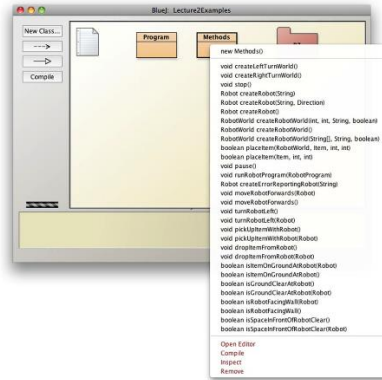 BlueJ: Lecture2Examples
New Class...
Compile
Program
Methods
new Methods()
void createLeftTurnWorld()
void createRightTurnWorld()
void stop()
Robot createRobot(String)
Robot createRobot(String, Direction)
Robot createRobot()
RobotWorld createRobotWorld(int, int, String, boolean)
RobotWorld createRobotWorld()
RobotWorld createRobotWorld(String[], String, boolean)
boolean placeItem(RobotWorld, Item, int, int)
boolean placeItem(Item, int, int)
void pause()
void runRobotProgram(RobotProgram)
Robot createErrorReportingRobot(String)
void moveRobotForwards(Robot)
void moveRobotForwards()
void turnRobotLeft()
void turnRobotLeft(Robot)
void pickUpItemWithRobot()
void pickUpItemWithRobot(Robot)
void dropItemFromRobot()
void dropItemFromRobot(Robot)
boolean isItemOnGroundAtRobot(Robot)
boolean isItemOnGroundAtRobot()
boolean isGroundClearAtRobot()
boolean isGroundClearAtRobot(Robot)
boolean isRobotFacingWall(Robot)
boolean isRobotFacingWall()
boolean isSpaceInFrontOfRobotClear()
boolean isSpaceInFrontOfRobotClear(Robot)
Open Editor
Compile
Inspect
Remove